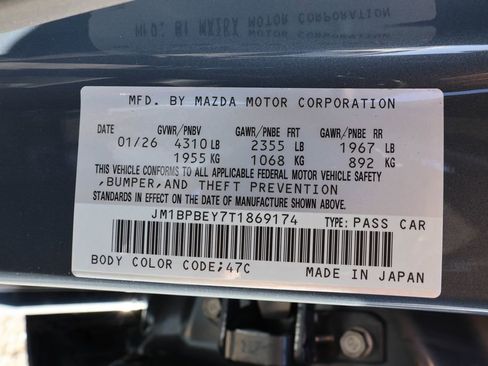 MFD. BY MAZDA MOTOR CORPORATION
DATE GVWR/PNBV GAWR/PNBE FRT GAWR/PNBE RR
01/26 4310 LB 2355 LB 1967 LB
1955 KG 1068 KG 892 KG
THIS VEHICLE CONFORMS TO ALL APPLICABLE FEDERAL MOTOR VEHICLE SAFETY
,BUMPER,AND THEFT PREVENTION
STANDARDS IN EFFECT ON THE DATE OF MANUFACTURE SHOWN ABOVE.
JM1BPBEY7T1869174 TYPE: PASS CAR
BODY COLOR CODE;47C MADE IN JAPAN